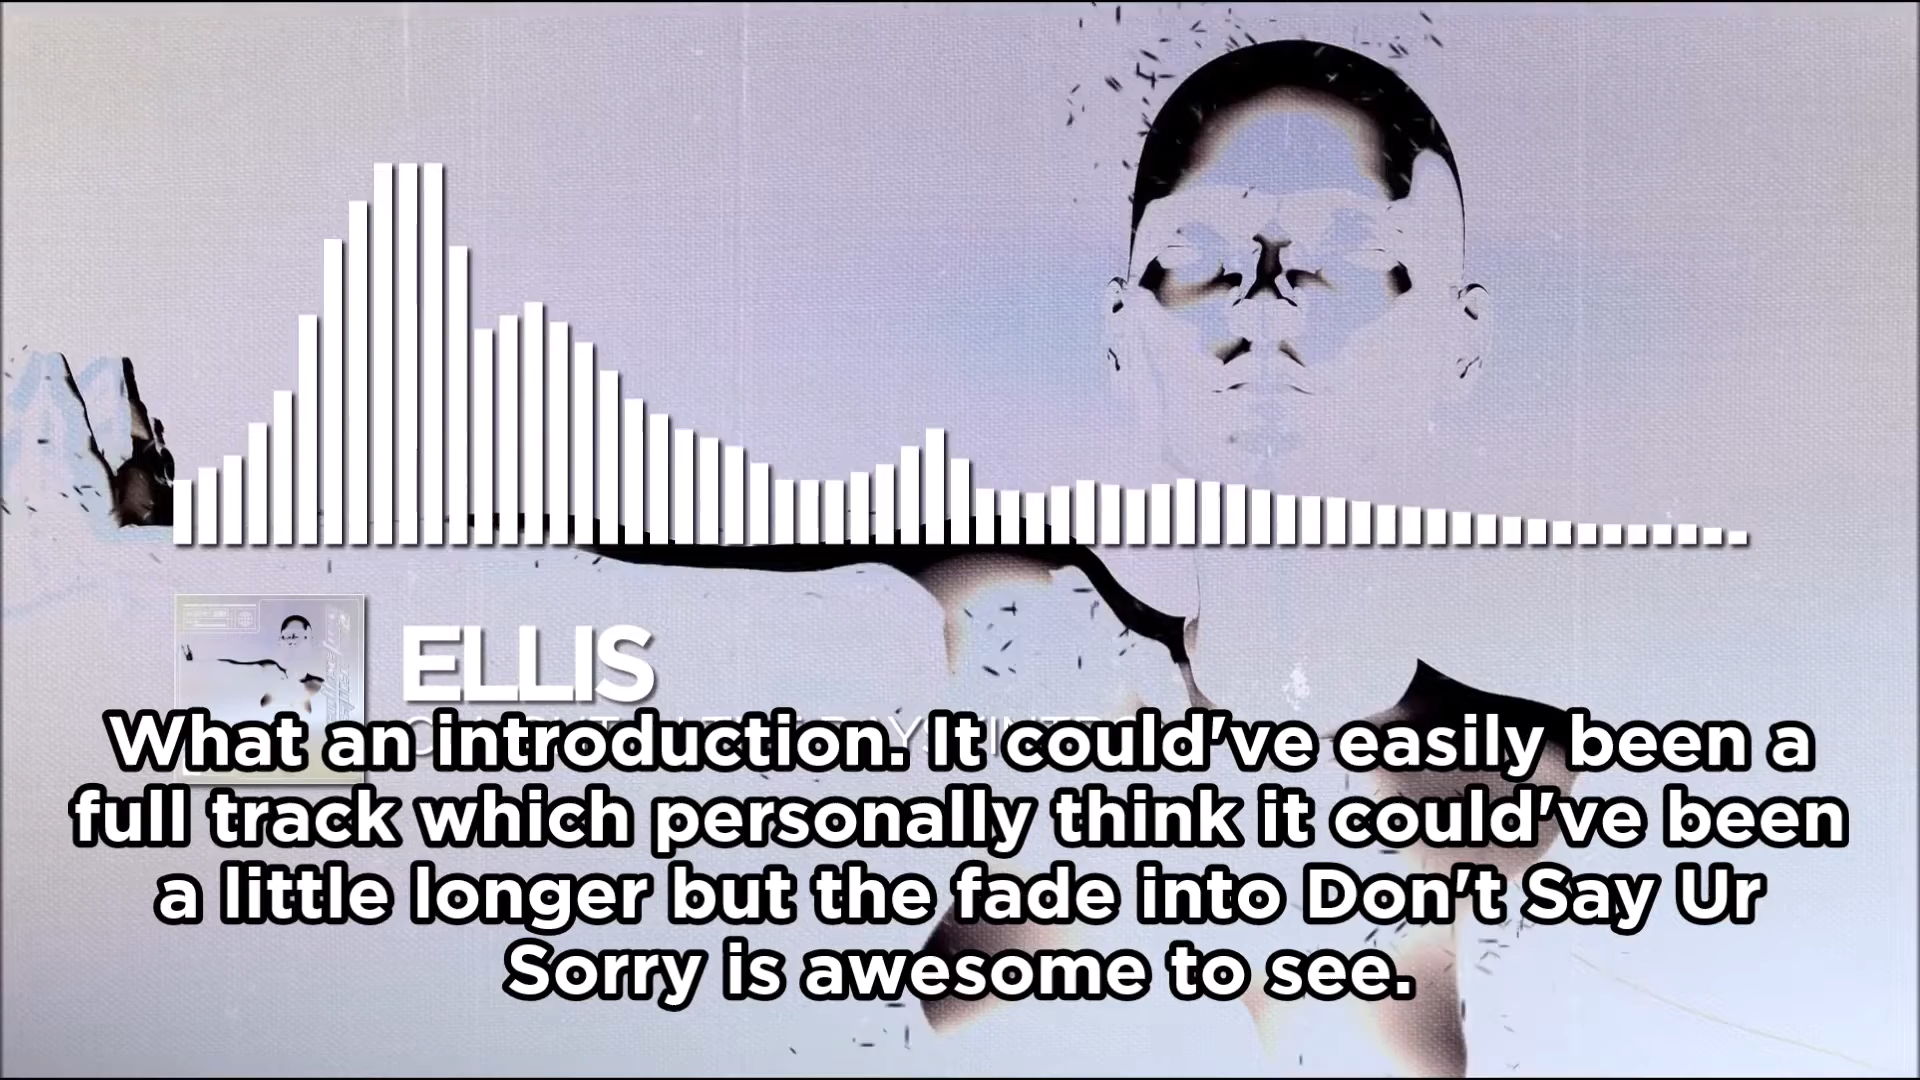 ELLIS
What an introduction. It could've easily been a
full track which personally think it could've been
a little longer but the fade into Don't Say Ur
Sorry is awesome to see.